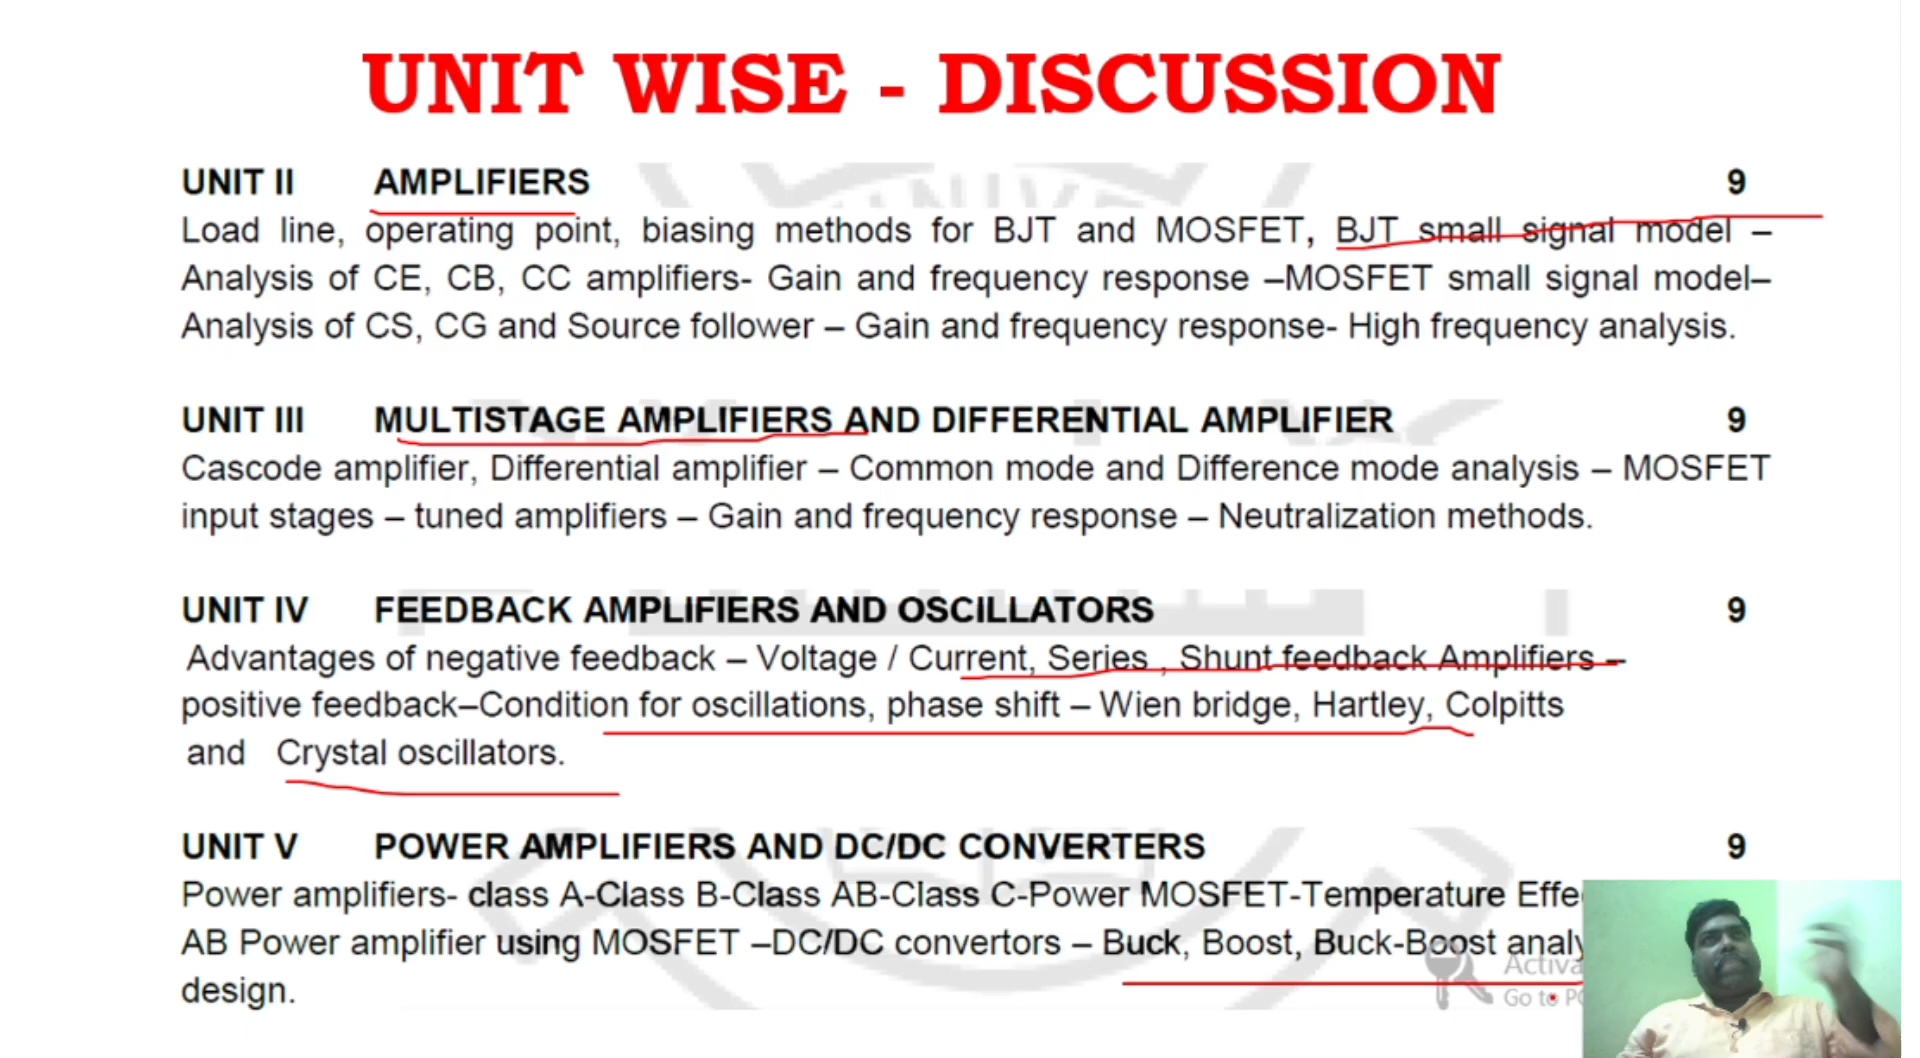 UNIT WISE - DISCUSSION
UNIT II AMPLIFIERS 9
Load line, operating point, biasing methods for BJT and MOSFET, BJT small signal model –
Analysis of CE, CB, CC amplifiers- Gain and frequency response –MOSFET small signal model–
Analysis of CS, CG and Source follower – Gain and frequency response- High frequency analysis.
UNIT III MULTISTAGE AMPLIFIERS AND DIFFERENTIAL AMPLIFIER 9
Cascode amplifier, Differential amplifier – Common mode and Difference mode analysis – MOSFET
input stages – tuned amplifiers – Gain and frequency response – Neutralization methods.
UNIT IV FEEDBACK AMPLIFIERS AND OSCILLATORS 9
Advantages of negative feedback – Voltage / Current, Series , Shunt feedback Amplifiers –
positive feedback–Condition for oscillations, phase shift – Wien bridge, Hartley, Colpitts
and Crystal oscillators.
UNIT V POWER AMPLIFIERS AND DC/DC CONVERTERS 9
Power amplifiers- class A-Class B-Class AB-Class C-Power MOSFET-Temperature Effe
AB Power amplifier using MOSFET –DC/DC convertors – Buck, Boost, Buck-Boost analy
design.
Activa
Go to P